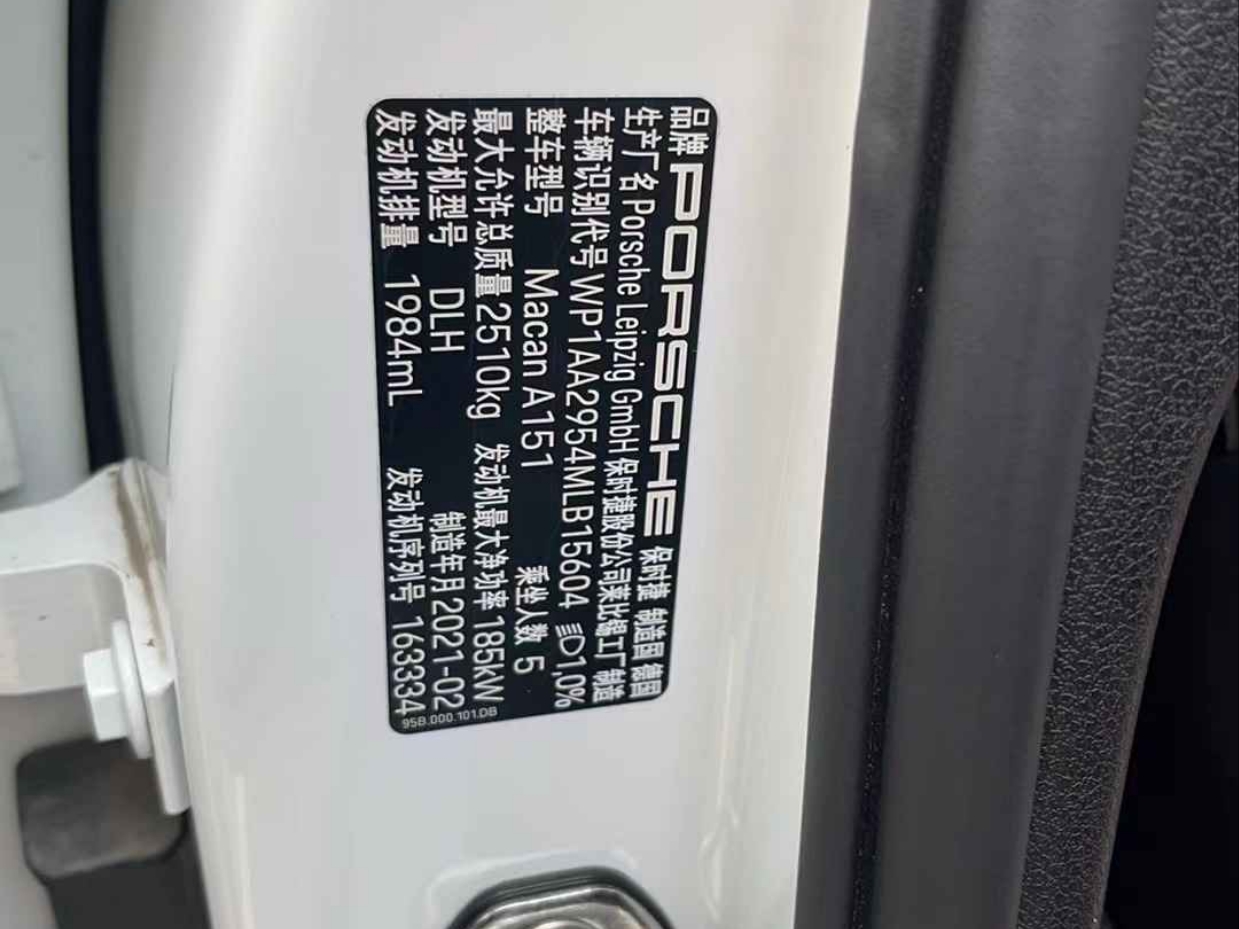 品牌 PORSCHE 保时捷 制造国 德国
生产厂名 Porsche Leipzig GmbH 保时捷股份公司莱比锡工厂制造
车辆识别代号 WP1AA2954MLB15604 1,0%
整车型号 Macan A151 乘坐人数 5
最大允许总质量 2510kg 发动机最大净功率 185kW
发动机型号 DLH 制造年月 2021-02
发动机排量 1984mL 发动机序列号 163334
95B.000.101.DB